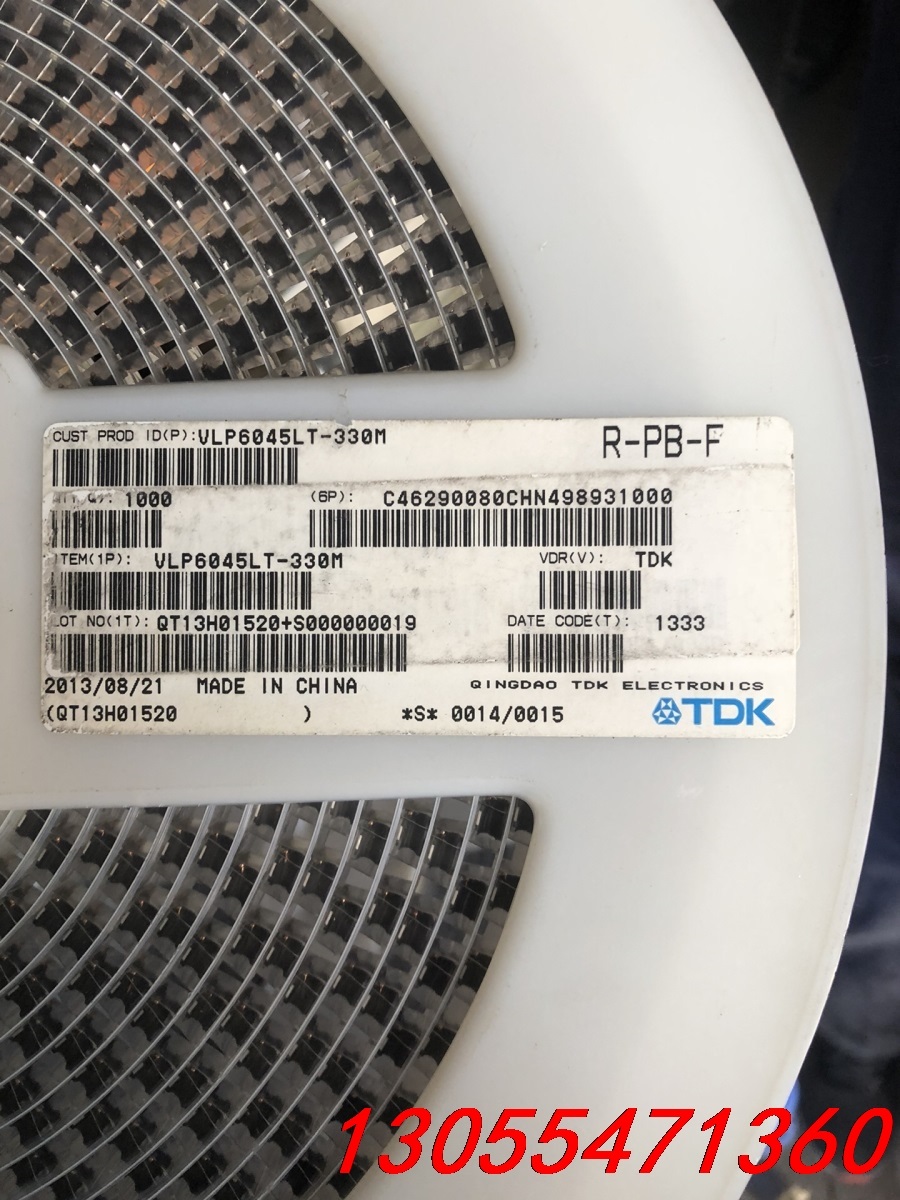 CUST PROD ID(P):VLP6045LT-330M R-PB-F
1000 (6P): C46290080CHN498931000
ITEM(1P): VLP6045LT-330M VDR(V): TDK
LOT NO(1T): QT13H01520+S000000019 DATE CODE(T): 1333
2013/08/21 MADE IN CHINA QINGDAO TDK ELECTRONICS
(QT13H01520 ) *S* 0014/0015 TDK
13055471360